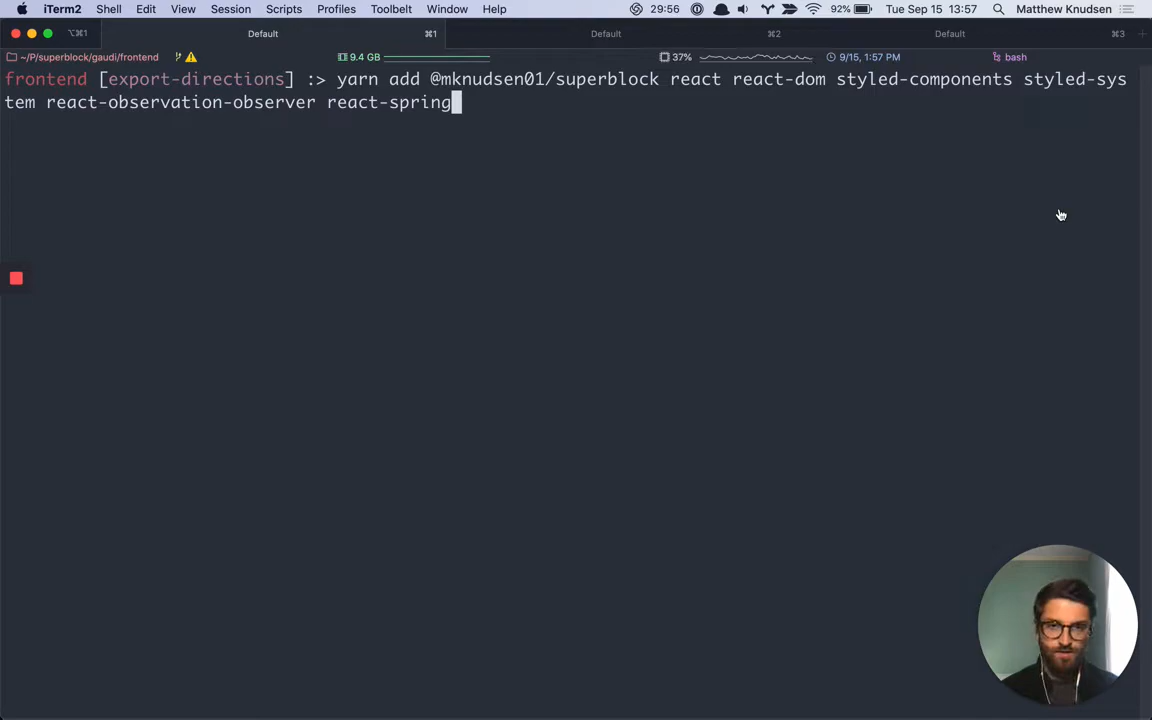 iTerm2 Shell Edit View Session Scripts Profiles Toolbelt Window Help 29:56 92% Tue Sep 15 13:57 Matthew Knudsen
⌥⌘1 Default ⌘1 Default ⌘2 Default ⌘3
~/P/superblock/gaudi/frontend 9.4 GB 37% 9/15, 1:57 PM bash
frontend [export-directions] :> yarn add @mknudsen01/superblock react react-dom styled-components styled-sys
tem react-observation-observer react-spring